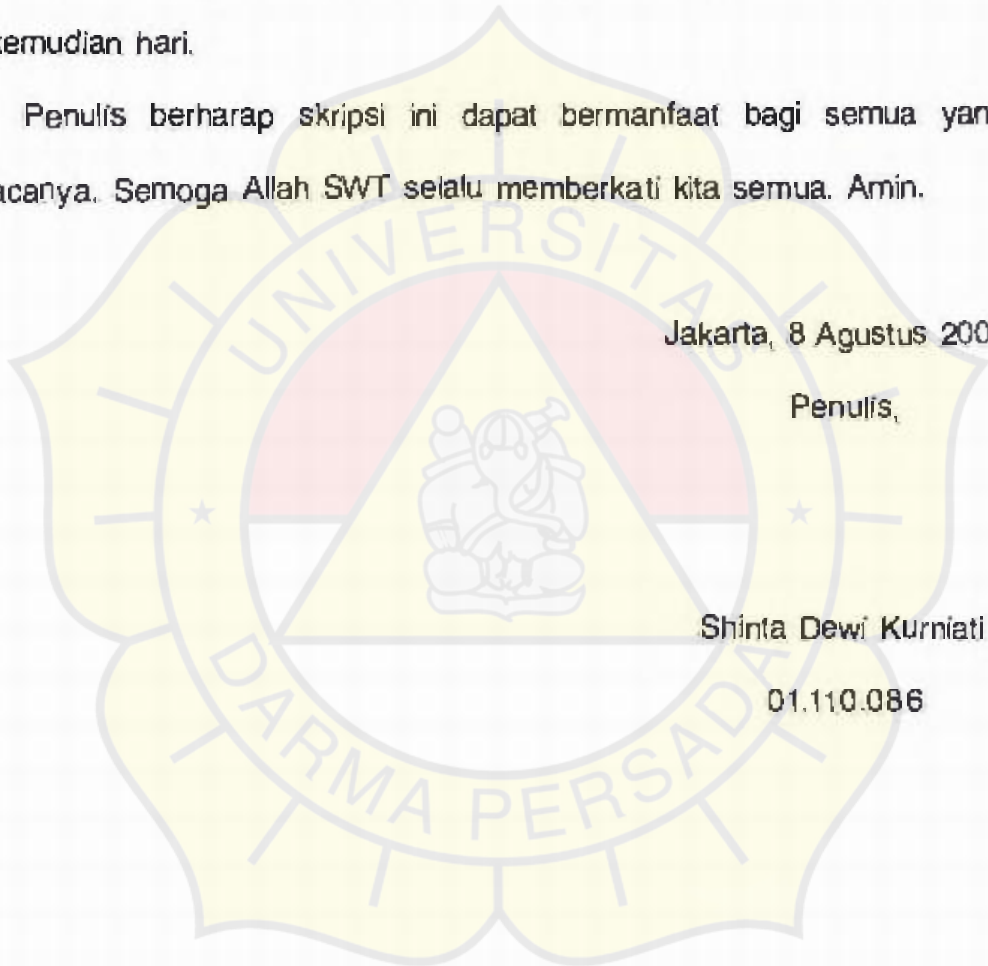 kemudian hari.
Penulis berharap skripsi ini dapat bermanfaat bagi semua yan
acanya. Semoga Allah SWT selalu memberkati kita semua. Amin.
Jakarta, 8 Agustus 200
Penulis,
Shinta Dewi Kurniati
01.110.086
UNIVERSITAS
DARMA PERSADA